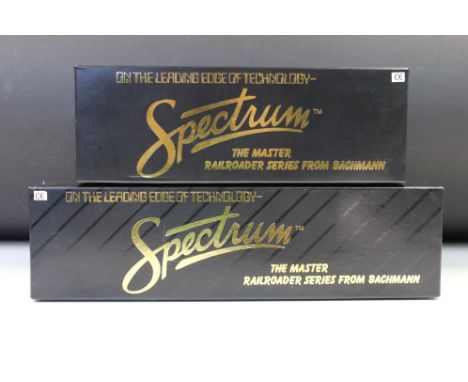 ON THE LEADING EDGE OF TECHNOLOGY-
CE
Spectrum™
THE MASTER
RAILROADER SERIES FROM BACHMANN
CE
ON THE LEADING EDGE OF TECHNOLOGY-
Spectrum™
THE MASTER
RAILROADER SERIES FROM BACHMANN